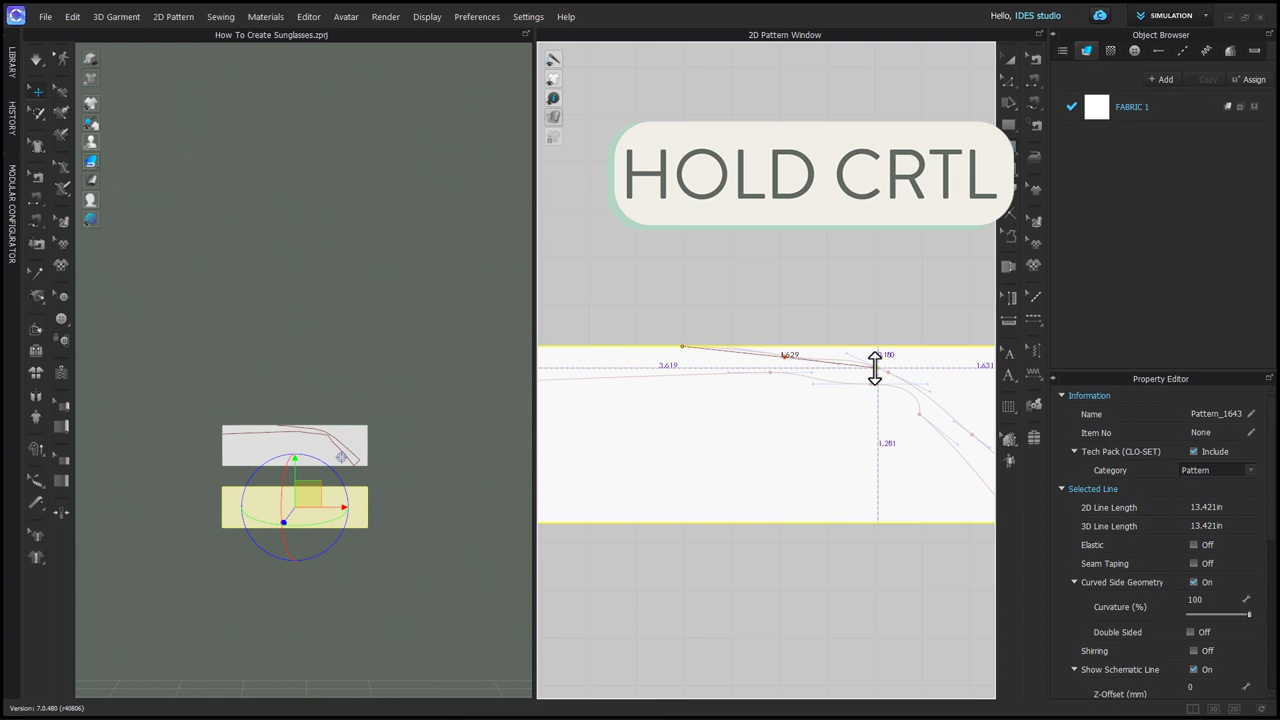 File Edit 3D Garment 2D Pattern Sewing Materials Editor Avatar Render Display Preferences Settings Help
Hello, IDES studio
SIMULATION
How To Create Sunglasses.zprj
2D Pattern Window
Object Browser
LIBRARY
HISTORY
MODULAR CONFIGURATOR
+ Add
Copy
Assign
FABRIC 1
HOLD CRTL
1.629
3.619
1.631
1.281
Property Editor
Information
Name Pattern_1643
Item No None
Tech Pack (CLO-SET) Include
Category Pattern
Selected Line
2D Line Length 13.421in
3D Line Length 13.421in
Elastic Off
Seam Taping Off
Curved Side Geometry On
Curvature (%) 100
Double Sided Off
Shirring Off
Show Schematic Line On
Z-Offset (mm) 0
Version: 7.0.480 (r40806)
3D
2D